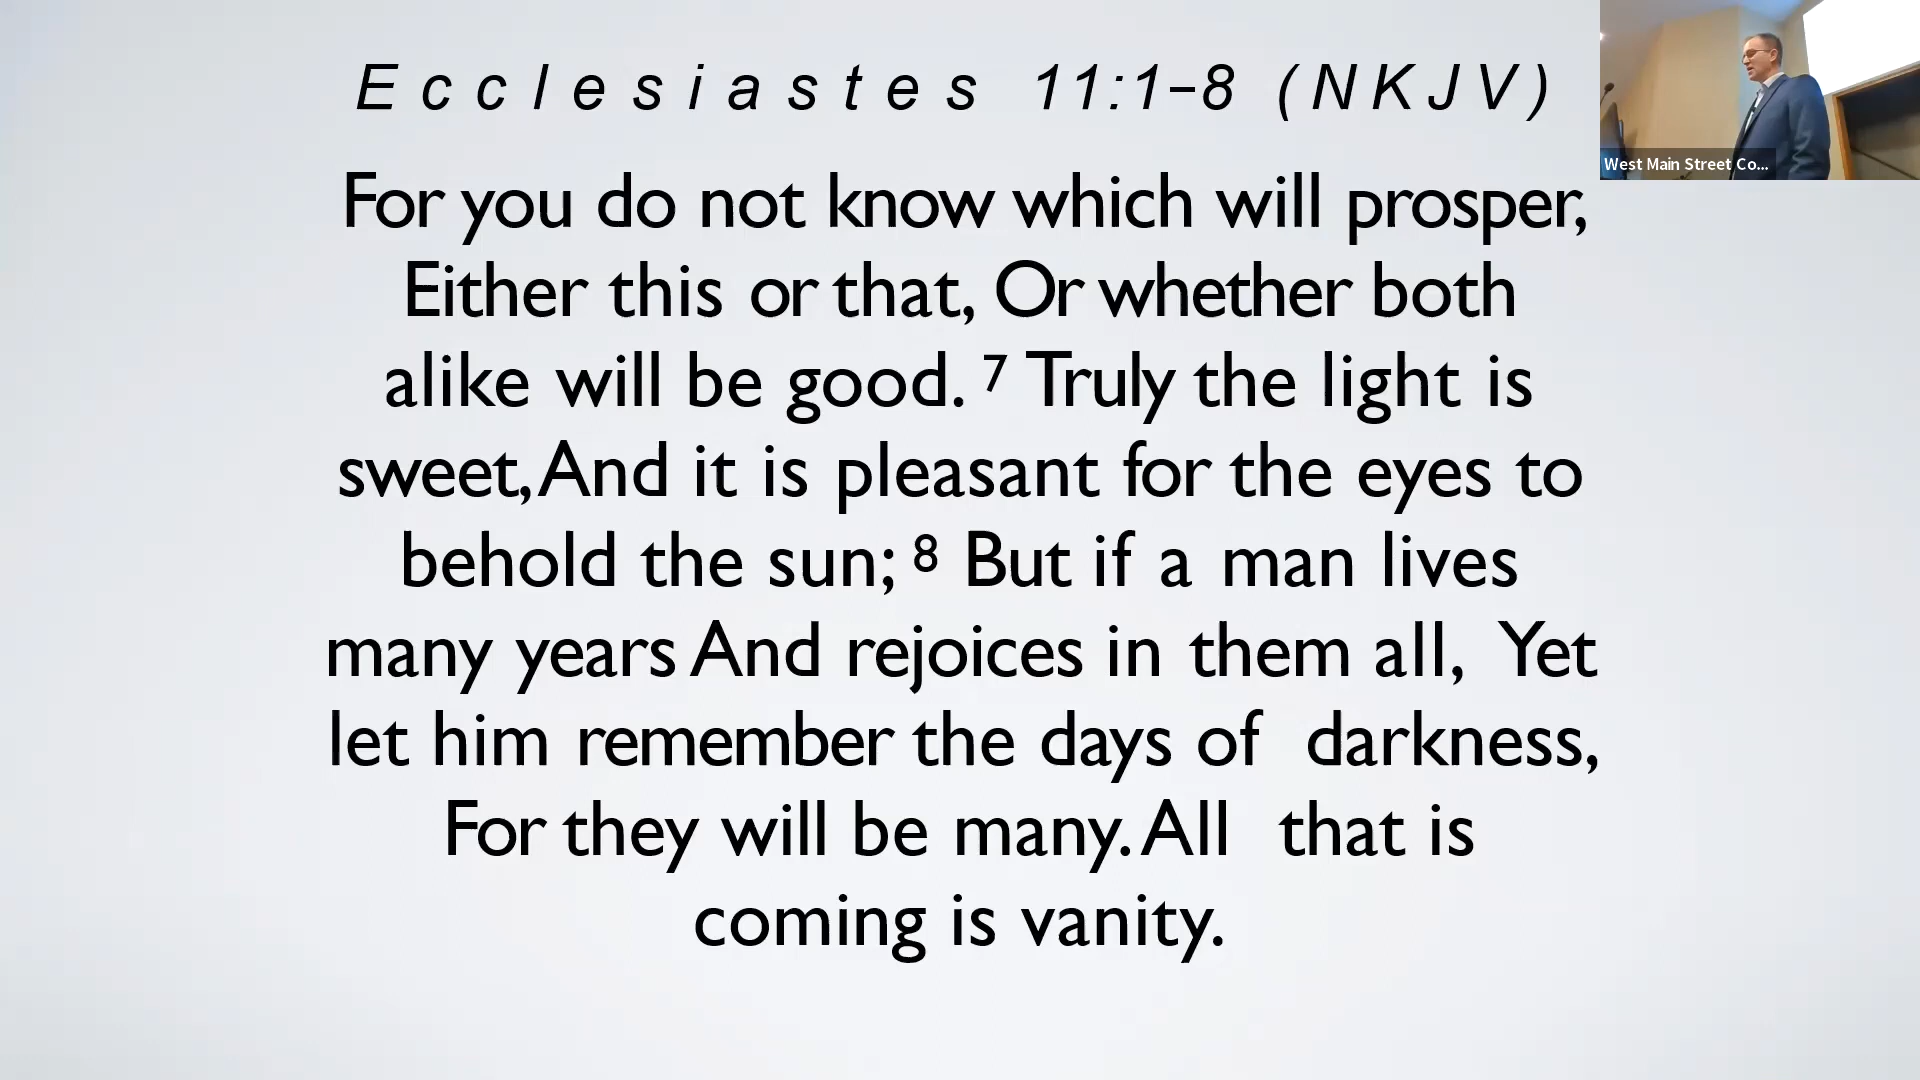 Ecclesiastes 11:1–8 (NKJV)
For you do not know which will prosper,
Either this or that, Or whether both
alike will be good. ⁷ Truly the light is
sweet, And it is pleasant for the eyes to
behold the sun; ⁸ But if a man lives
many years And rejoices in them all, Yet
let him remember the days of darkness,
For they will be many. All that is
coming is vanity.
West Main Street Co...